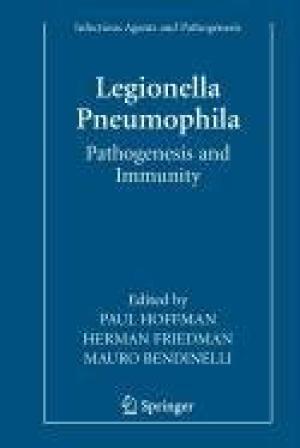 Infectious Agents and Pathogenesis
Legionella
Pneumophila
Pathogenesis and
Immunity
Edited by
PAUL HOFFMAN
HERMAN FRIEDMAN
MAURO BENDINELLI
Springer